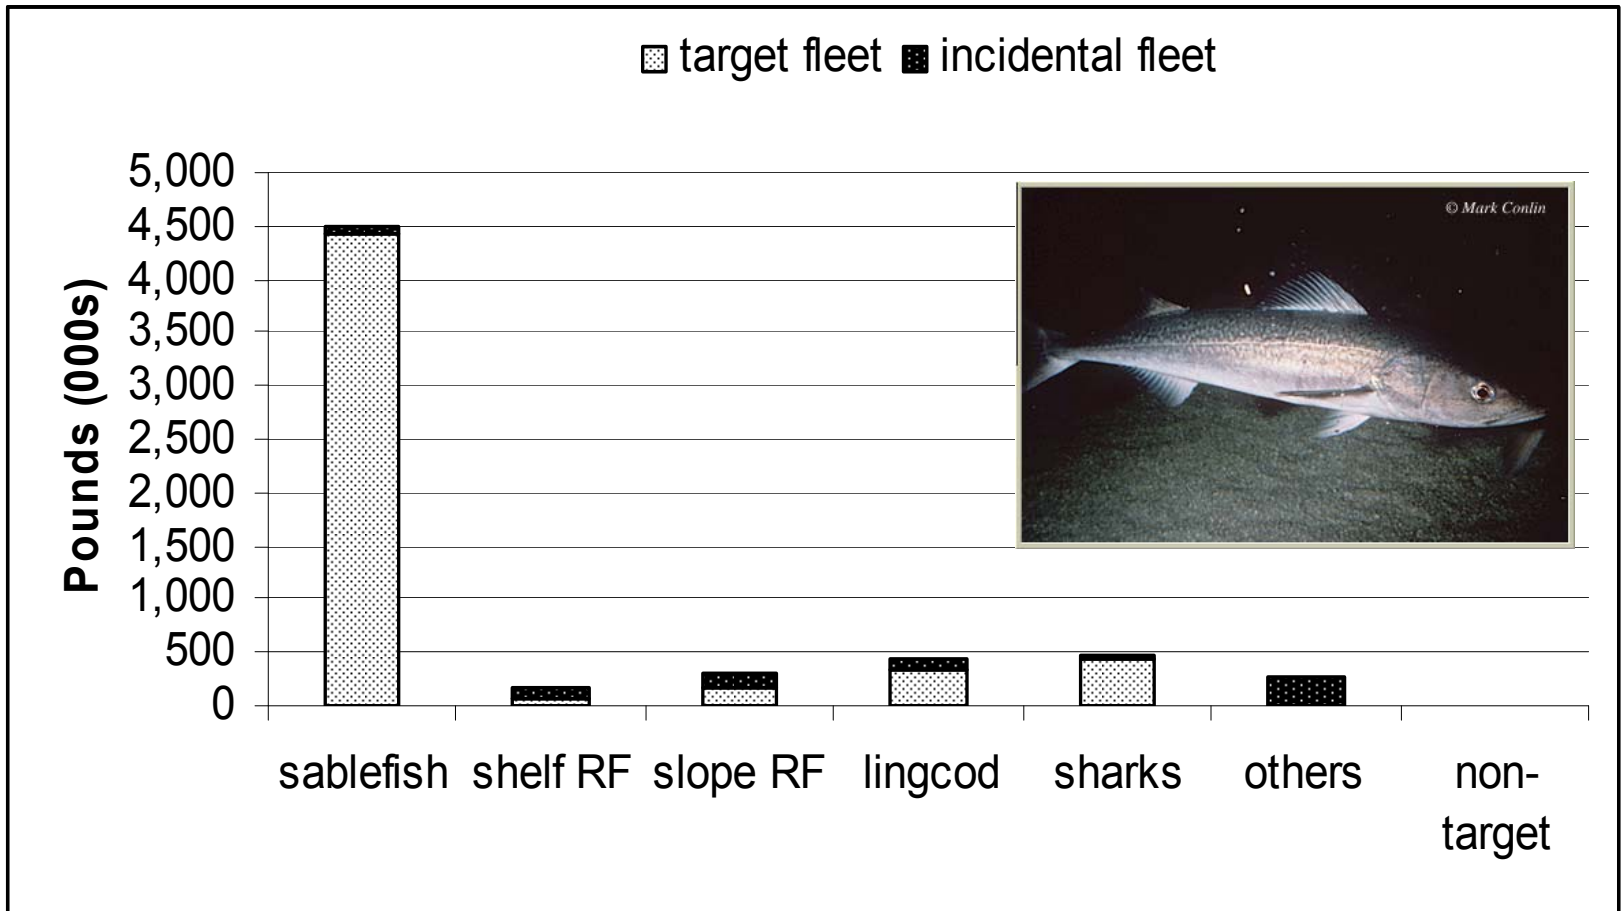 target fleet incidental fleet
5,000
4,500
4,000
3,500
3,000
2,500
2,000
1,500
1,000
500
0
Pounds (000s)
© Mark Conlin
sablefish shelf RF slope RF lingcod sharks others non-
target